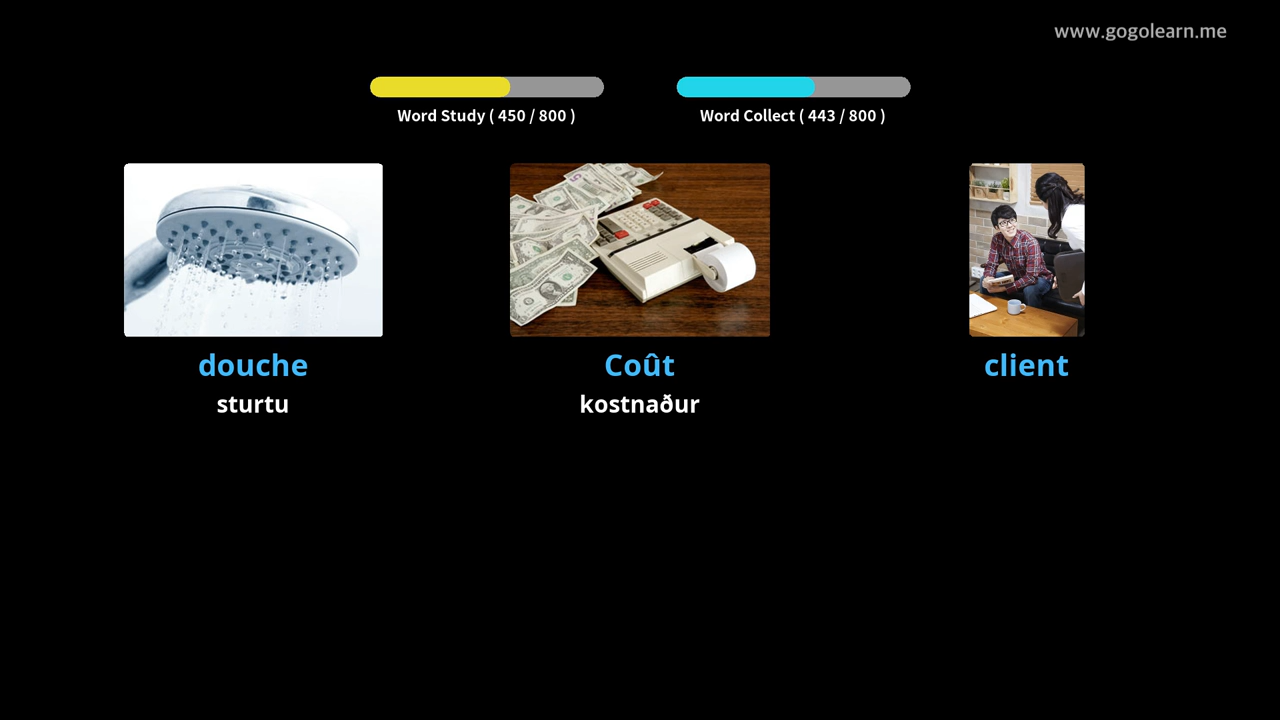 www.gogolearn.me
Word Study ( 450 / 800 )
Word Collect ( 443 / 800 )
douche
Coût
client
sturtu
kostnaður